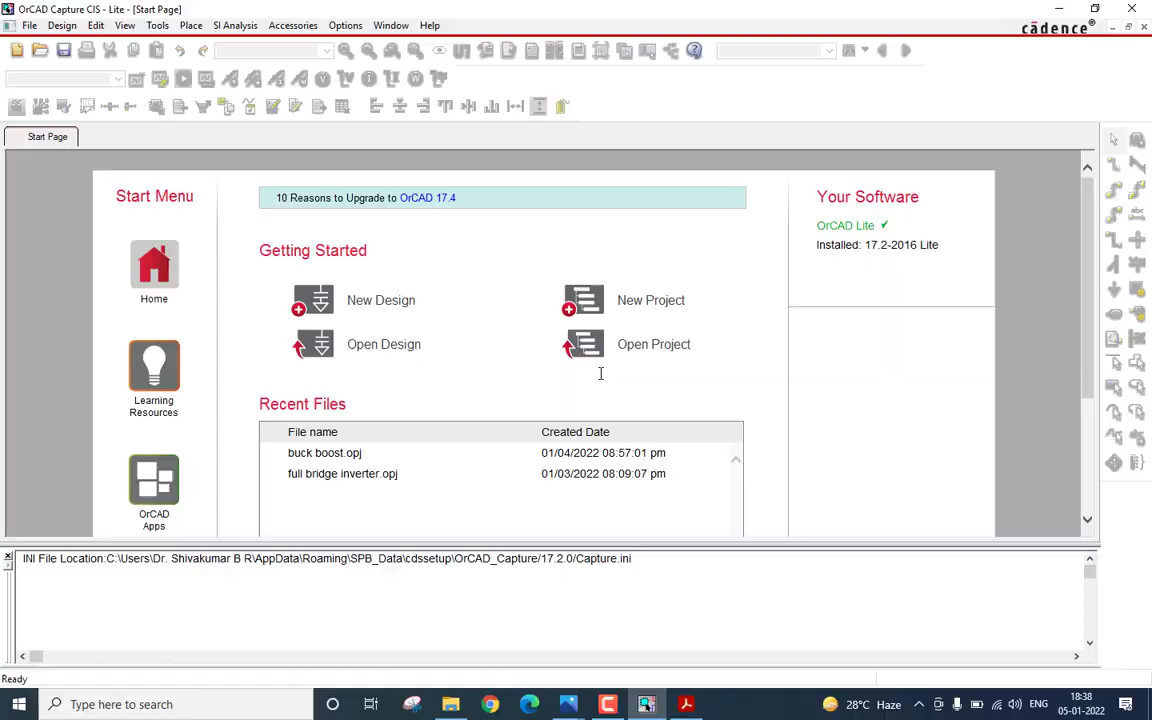 OrCAD Capture CIS - Lite - [Start Page]
File Design Edit View Tools Place SI Analysis Accessories Options Window Help
cādence®
Start Page
Start Menu
Home
Learning
Resources
OrCAD
Apps
10 Reasons to Upgrade to OrCAD 17.4
Getting Started
New Design
New Project
Open Design
Open Project
Recent Files
File name Created Date
buck boost.opj 01/04/2022 08:57:01 pm
full bridge inverter.opj 01/03/2022 08:09:07 pm
Your Software
OrCAD Lite ✓
Installed: 17.2-2016 Lite
INI File Location:C:\Users\Dr. Shivakumar B R\AppData\Roaming\SPB_Data\cdssetup\OrCAD_Capture/17.2.0/Capture.ini
Ready
Type here to search
28°C Haze
ENG
18:38
05-01-2022